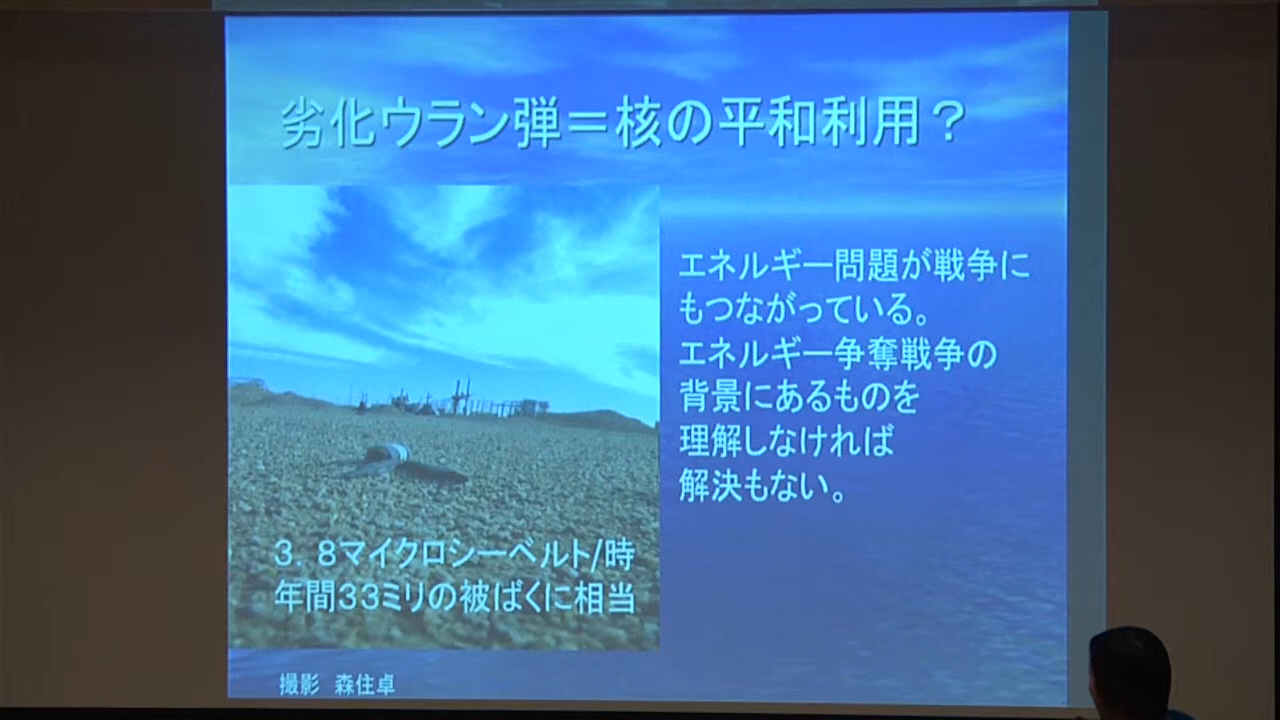 劣化ウラン弾＝核の平和利用？
エネルギー問題が戦争に
もつながっている。
エネルギー争奪戦争の
背景にあるものを
理解しなければ
解決もない。
３．８マイクロシーベルト/時
年間３３ミリの被ばくに相当
撮影　森住卓